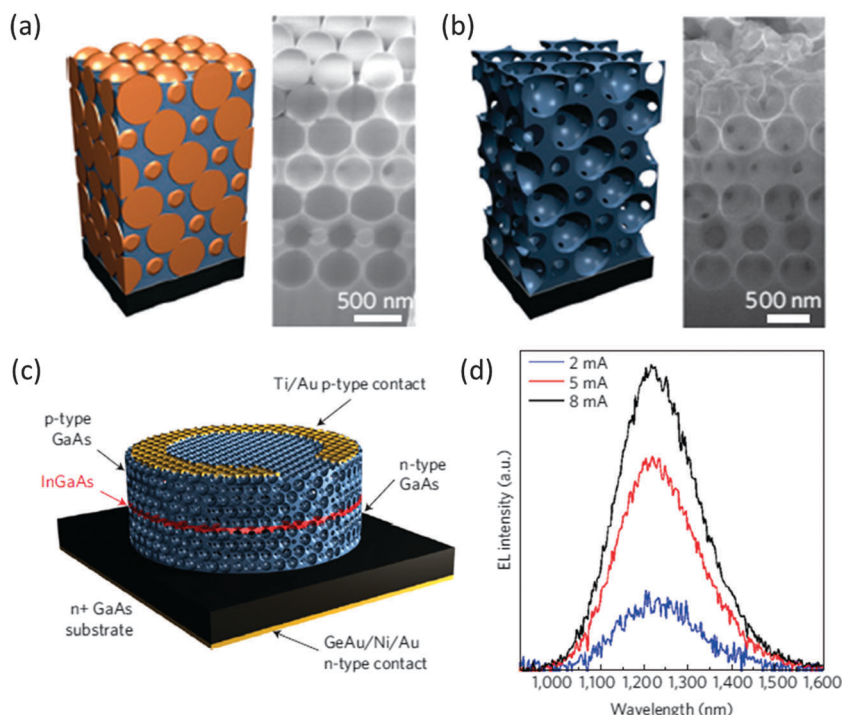 (a)
500 nm
(b)
500 nm
(c)
Ti/Au p-type contact
p-type
GaAs
InGaAs
n-type
GaAs
n+ GaAs
substrate
GeAu/Ni/Au
n-type contact
(d)
2 mA
5 mA
8 mA
EL intensity (a.u.)
1,000 1,100 1,200 1,300 1,400 1,500 1,600
Wavelength (nm)